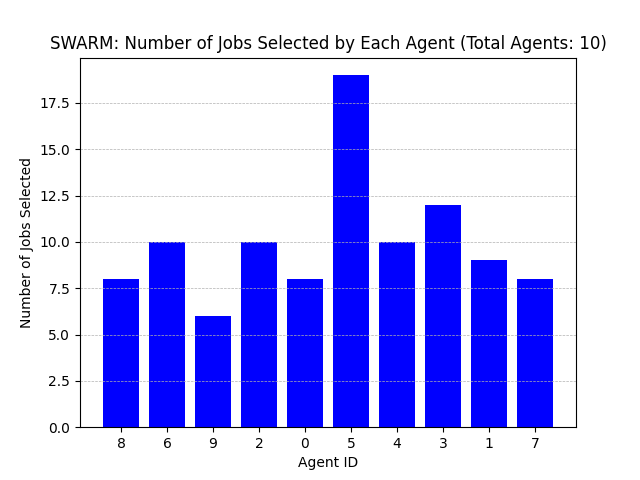 SWARM: Number of Jobs Selected by Each Agent (Total Agents: 10)
Number of Jobs Selected
17.5
15.0
12.5
10.0
7.5
5.0
2.5
0.0
8 6 9 2 0 5 4 3 1 7
Agent ID